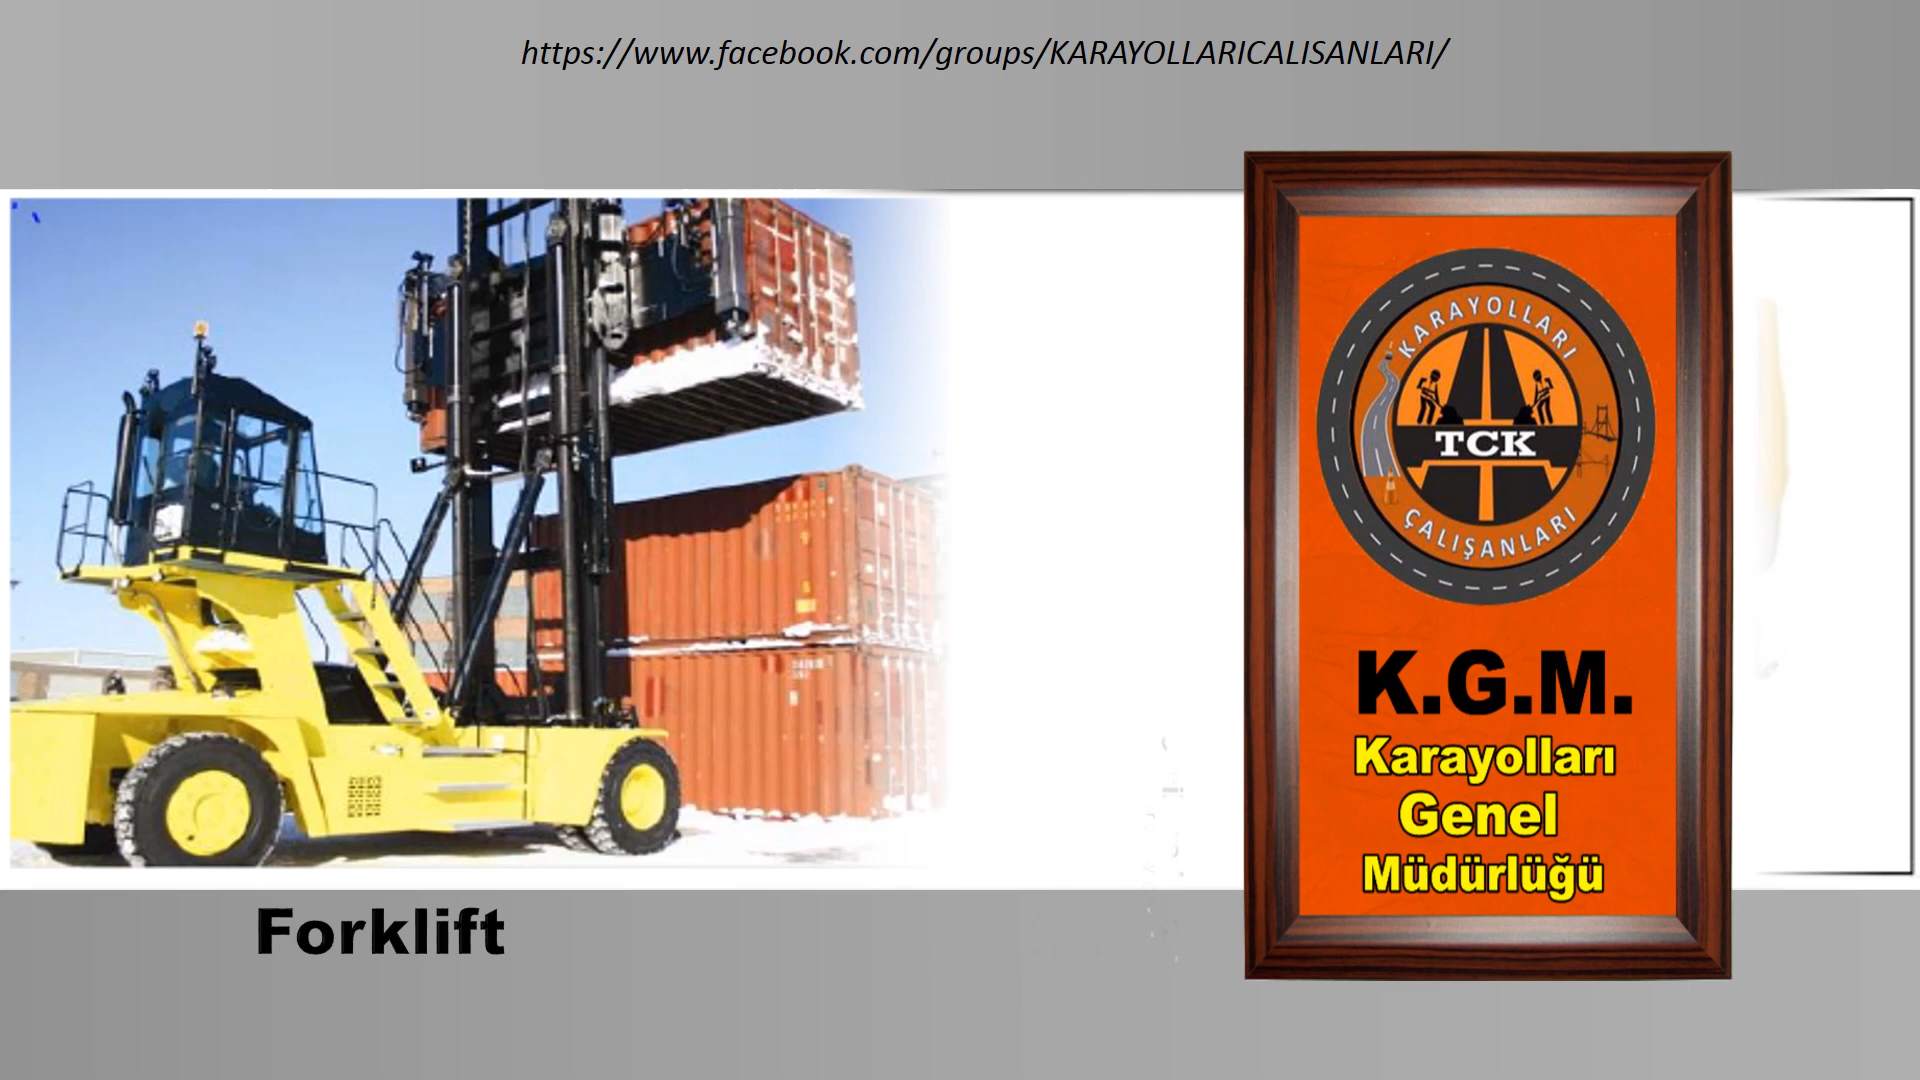 https://www.facebook.com/groups/KARAYOLLARICALISANLARI/
KARAYOLLARI
TCK
ÇALIŞANLARI
K.G.M.
Karayolları
Genel
Müdürlüğü
Forklift